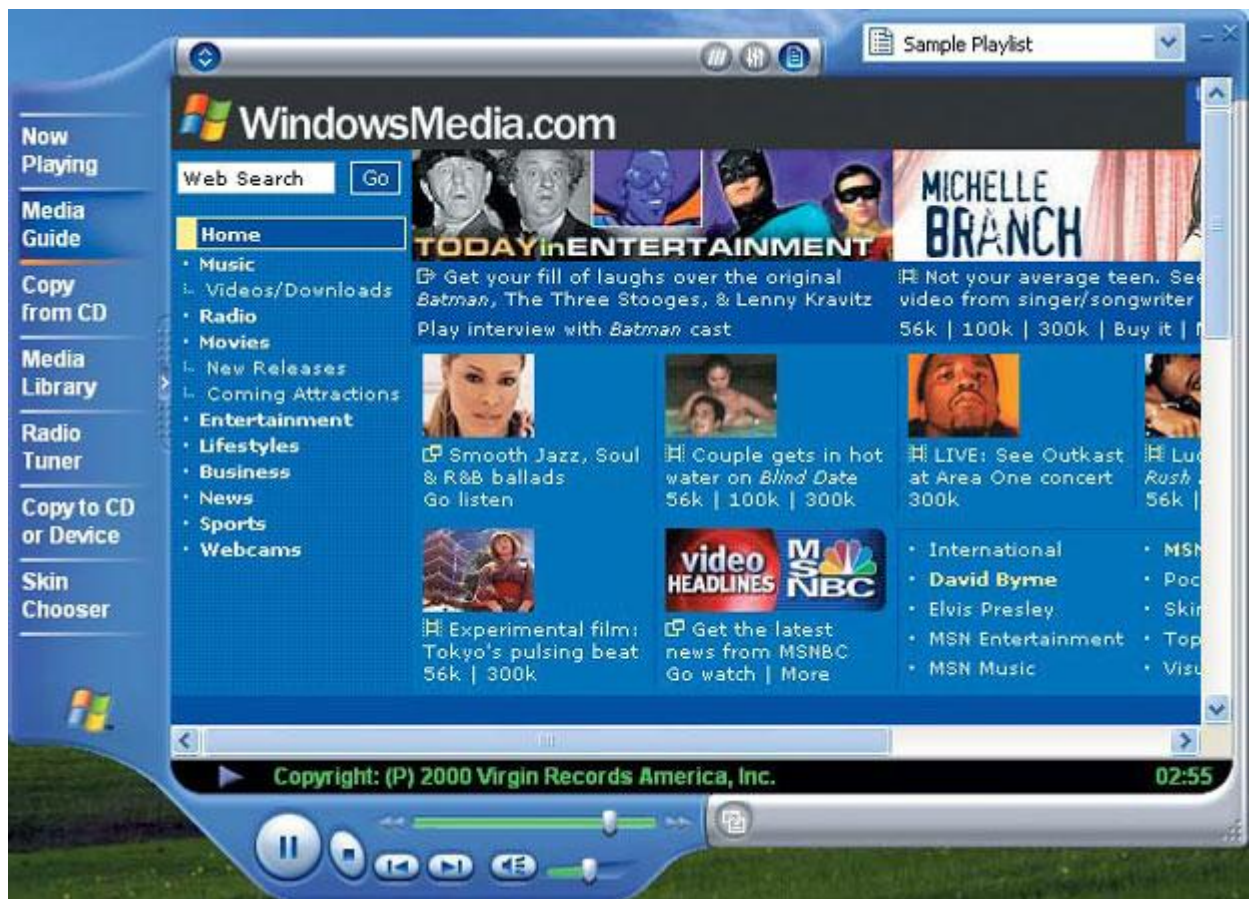 Sample Playlist
Now
Playing
Media
Guide
Copy
from CD
Media
Library
Radio
Tuner
Copy to CD
or Device
Skin
Chooser
WindowsMedia.com
Web Search
Go
Home
Music
Videos/Downloads
Radio
Movies
New Releases
Coming Attractions
Entertainment
Lifestyles
Business
News
Sports
Webcams
TODAY in ENTERTAINMENT
Get your fill of laughs over the original
Batman, The Three Stooges, & Lenny Kravitz
Play interview with Batman cast
MICHELLE
BRANCH
Not your average teen. See
video from singer/songwriter
56k | 100k | 300k | Buy it |
Smooth Jazz, Soul
& R&B ballads
Go listen
Couple gets in hot
water on Blind Date
56k | 100k | 300k
LIVE: See Outkast
at Area One concert
300k
Rush
56k |
Experimental film:
Tokyo's pulsing beat
56k | 300k
video
HEADLINES
MSNBC
Get the latest
news from MSNBC
Go watch | More
International
David Byrne
Elvis Presley
MSN Entertainment
MSN Music
MSN
Top
Copyright: (P) 2000 Virgin Records America, Inc.
02:55